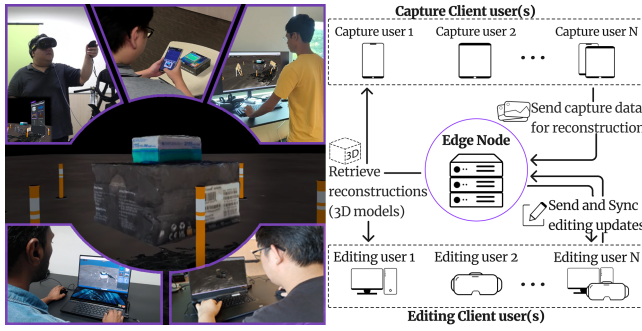 Capture Client user(s)
Capture user 1
Capture user 2
Capture user N
Send capture data
for reconstruction
Edge Node
3D
Retrieve
reconstructions
(3D models)
Send and Sync
editing updates
Editing user 1
Editing user 2
Editing user N
Editing Client user(s)